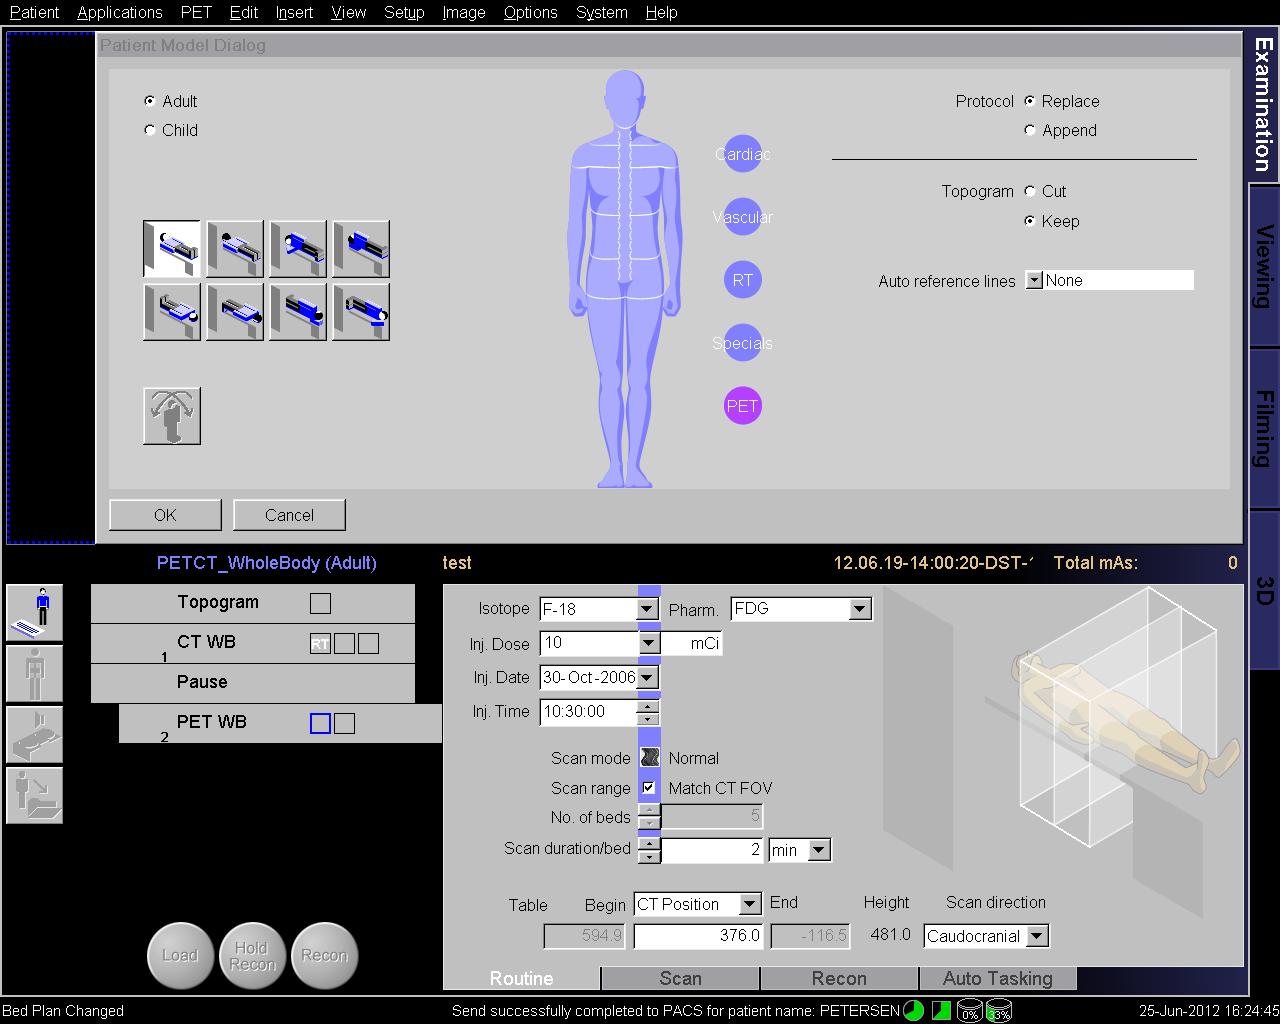 Patient Applications PET Edit Insert View Setup Image Options System Help
Patient Model Dialog
Adult
Child
Cardiac
Vascular
RT
Specials
PET
Protocol Replace
Append
Topogram Cut
Keep
Auto reference lines None
OK Cancel
Examination
Viewing
Filming
3D
PETCT_WholeBody (Adult) test 12.06.19-14:00:20-DST-1 Total mAs: 0
Topogram
1 CT WB RT
Pause
2 PET WB
Load
Hold Recon
Recon
Isotope F-18 Pharm. FDG
Inj. Dose 10 mCi
Inj. Date 30-Oct-2006
Inj. Time 10:30:00
Scan mode Normal
Scan range Match CT FOV
No. of beds 5
Scan duration/bed 2 min
Table Begin CT Position End Height Scan direction
594.9 376.0 -116.5 481.0 Caudocranial
Routine Scan Recon Auto Tasking
Bed Plan Changed Send successfully completed to PACS for patient name: PETERSEN 0% 33% 25-Jun-2012 16:24:45